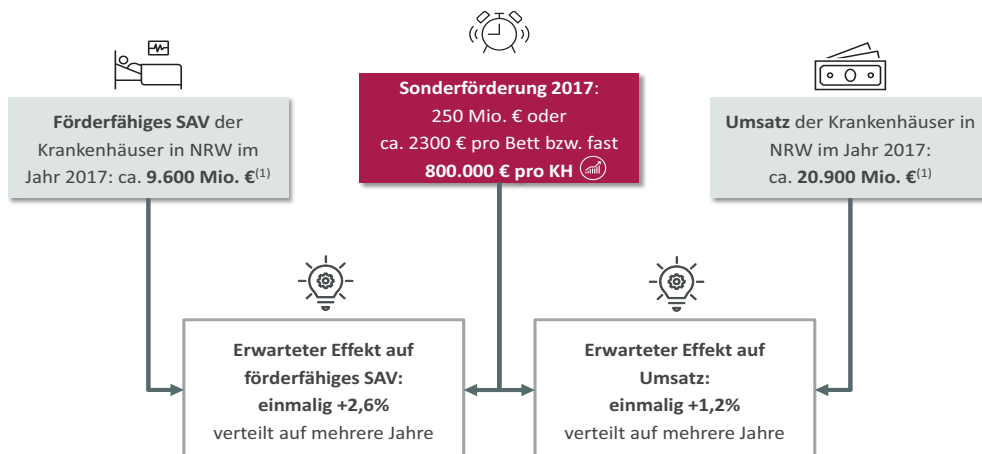 Förderfähiges SAV der
Krankenhäuser in NRW im
Jahr 2017: ca. 9.600 Mio. €(1)
Sonderförderung 2017:
250 Mio. € oder
ca. 2300 € pro Bett bzw. fast
800.000 € pro KH
Umsatz der Krankenhäuser in
NRW im Jahr 2017:
ca. 20.900 Mio. €(1)
Erwarteter Effekt auf
förderfähiges SAV:
einmalig +2,6%
verteilt auf mehrere Jahre
Erwarteter Effekt auf
Umsatz:
einmalig +1,2%
verteilt auf mehrere Jahre